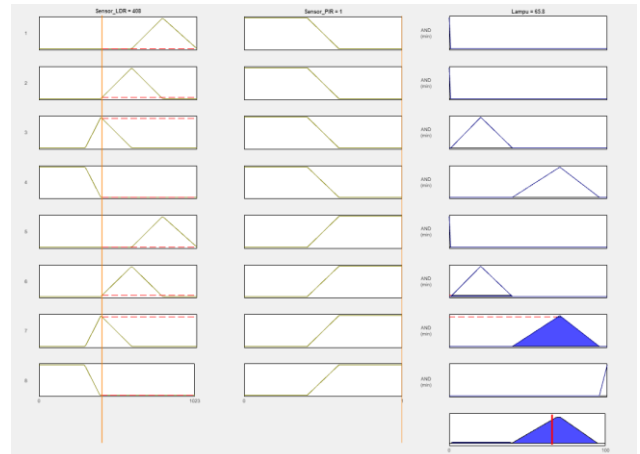 Sensor_LDR = 408 Sensor_PIR = 1 Lampu = 65.8
1 AND (min)
2 AND (min)
3 AND (min)
4 AND (min)
5 AND (min)
6 AND (min)
7 AND (min)
8 AND (min)
0 1023 0 1
0 100